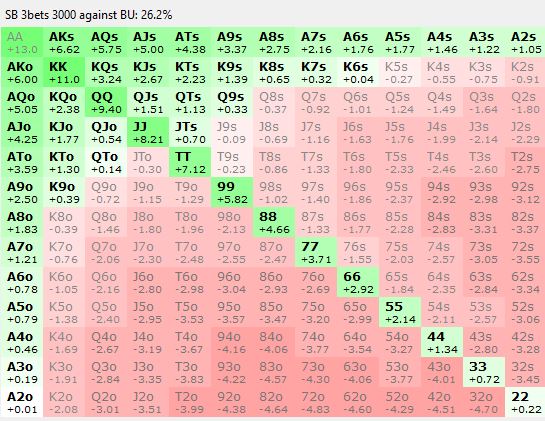 SB 3bets 3000 against BU: 26.2%
AA AKs AQs AJs ATs A9s A8s A7s A6s A5s A4s A3s A2s
+13.0 +6.62 +5.75 +5.00 +4.38 +3.37 +2.75 +2.16 +1.76 +1.77 +1.46 +1.22 +1.05
AKo KK KQs KJs KTs K9s K8s K7s K6s K5s K4s K3s K2s
+6.00 +11.0 +3.24 +2.67 +2.23 +1.39 +0.65 +0.32 +0.04 -0.27 -0.55 -0.75 -0.91
AQo KQo QQ QJs QTs Q9s Q8s Q7s Q6s Q5s Q4s Q3s Q2s
+5.05 +2.38 +9.40 +1.51 +1.13 +0.33 -0.37 -0.92 -1.01 -1.24 -1.49 -1.64 -1.80
AJo KJo QJo JJ JTs J9s J8s J7s J6s J5s J4s J3s J2s
+4.25 +1.77 +0.54 +8.21 +0.70 -0.09 -0.69 -1.16 -1.63 -1.76 -1.99 -2.14 -2.29
ATo KTo QTo JTo TT T9s T8s T7s T6s T5s T4s T3s T2s
+3.59 +1.30 +0.14 -0.30 +7.12 -0.23 -0.86 -1.33 -1.80 -2.33 -2.46 -2.60 -2.75
A9o K9o Q9o J9o T9o 99 98s 97s 96s 95s 94s 93s 92s
+2.50 +0.39 -0.72 -1.15 -1.29 +5.82 -1.02 -1.40 -1.86 -2.37 -2.92 -2.98 -3.12
A8o K8o Q8o J8o T8o 98o 88 87s 86s 85s 84s 83s 82s
+1.83 -0.39 -1.46 -1.80 -1.96 -2.13 +4.66 -1.33 -1.77 -2.28 -2.83 -3.31 -3.37
A7o K7o Q7o J7o T7o 97o 87o 77 76s 75s 74s 73s 72s
+1.21 -0.76 -2.06 -2.30 -2.48 -2.55 -2.47 +3.71 -1.55 -2.03 -2.57 -3.05 -3.55
A6o K6o Q6o J6o T6o 96o 86o 76o 66 65s 64s 63s 62s
+0.78 -1.05 -2.16 -2.80 -2.98 -3.04 -2.93 -2.69 +2.92 -1.84 -2.35 -2.84 -3.34
A5o K5o Q5o J5o T5o 95o 85o 75o 65o 55 54s 53s 52s
+0.79 -1.38 -2.40 -2.95 -3.53 -3.57 -3.47 -3.20 -2.99 +2.14 -2.11 -2.57 -3.06
A4o K4o Q4o J4o T4o 94o 84o 74o 64o 54o 44 43s 42s
+0.46 -1.69 -2.67 -3.19 -3.67 -4.16 -4.06 -3.77 -3.54 -3.27 +1.34 -2.80 -3.28
A3o K3o Q3o J3o T3o 93o 83o 73o 63o 53o 43o 33 32s
+0.19 -1.91 -2.84 -3.35 -3.83 -4.22 -4.57 -4.30 -4.06 -3.77 -4.01 +0.72 -3.45
A2o K2o Q2o J2o T2o 92o 82o 72o 62o 52o 42o 32o 22
+0.01 -2.08 -3.01 -3.51 -3.99 -4.38 -4.64 -4.83 -4.60 -4.29 -4.51 -4.70 +0.22